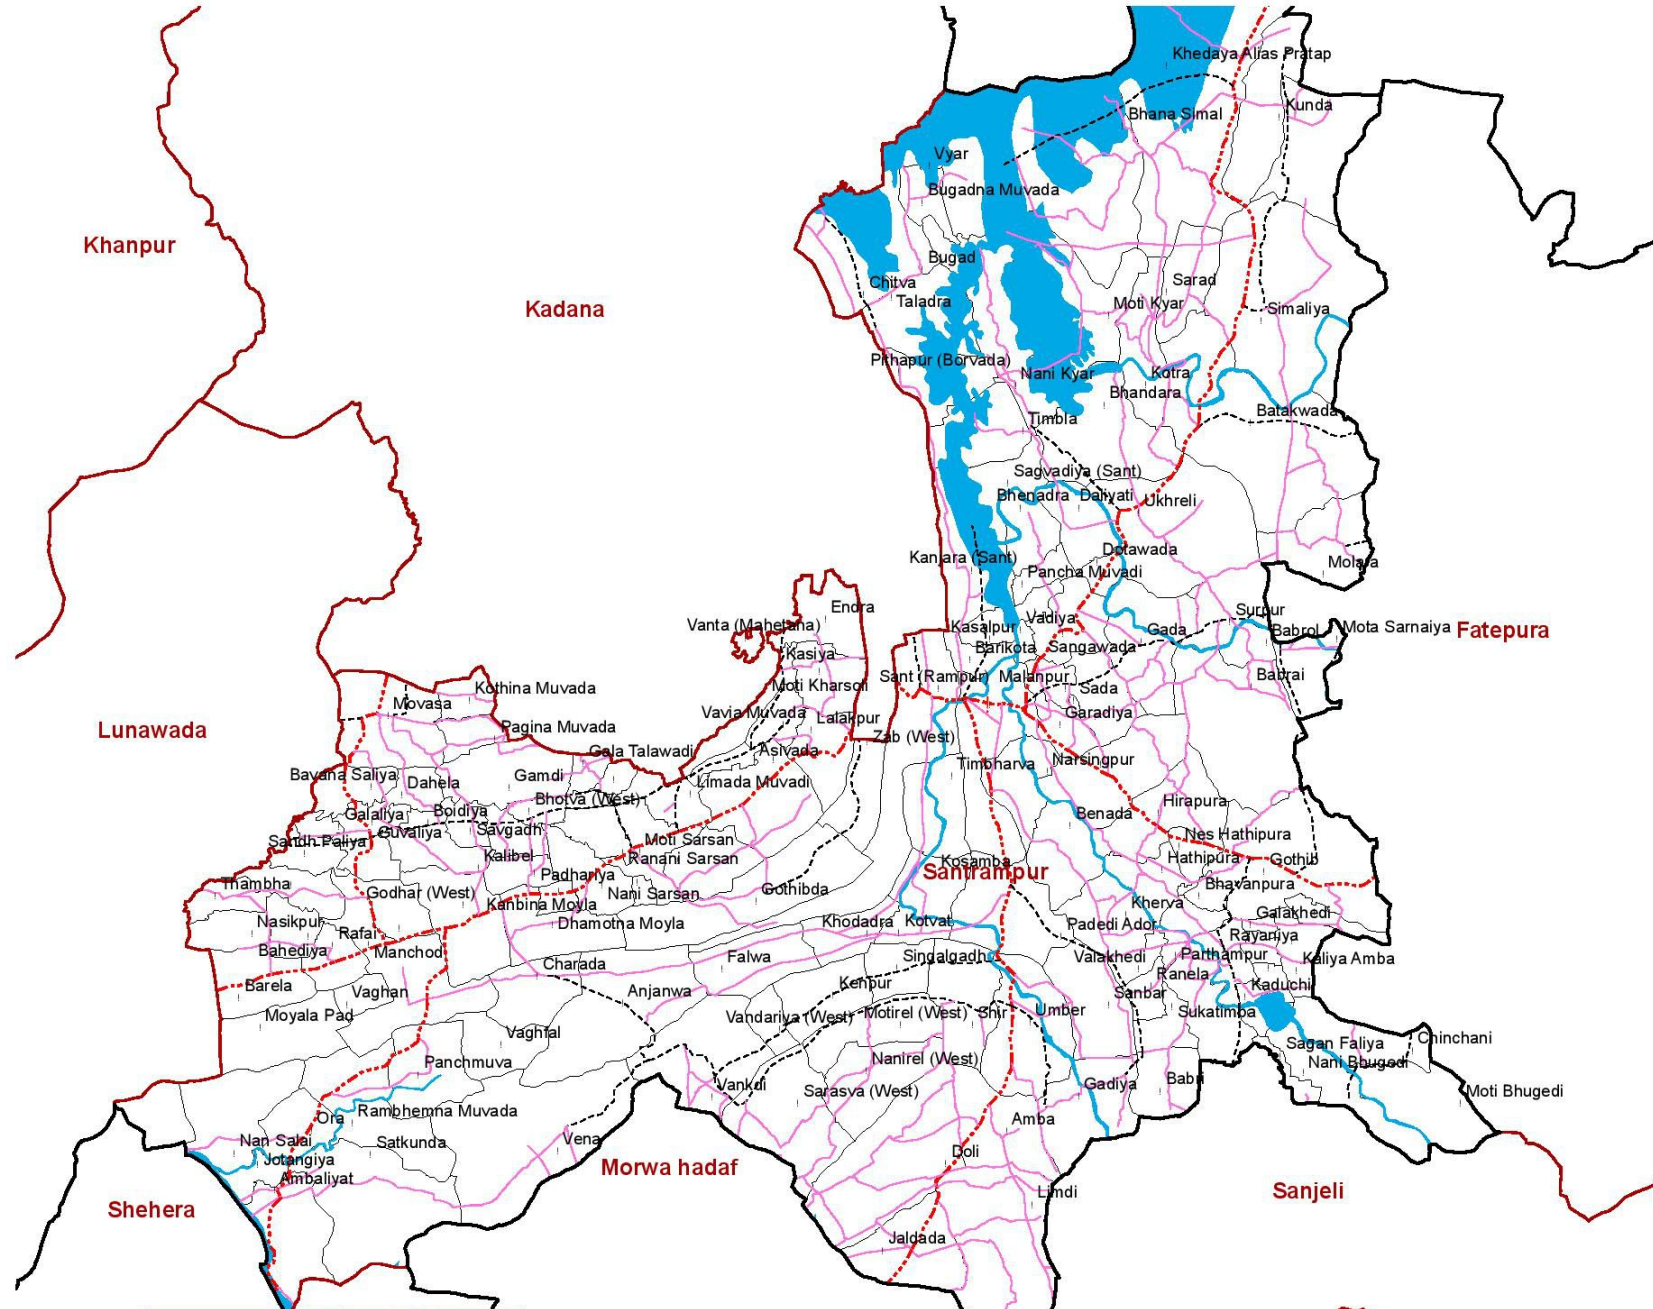 Khedaya Alias Pratap
Kunda
Bhana Simal
Vyar
Bugadna Muvada
Khanpur
Bugad
Chitva
Sarad
Taladra
Moti Kyar
Simaliya
Kadana
Pithapur (Borvada)
Nani Kyar
Kotra
Bhandara
Batakwada
Timbla
Sagvadiya (Sant)
Bhenadra
Daliyati
Ukhreli
Dotawada
Kanjara (Sant)
Molara
Pancha Muvadi
Endra
Surpur
Vadiya
Vanta (Mahetana)
Kasalpur
Gada
Babrol
Mota Sarnaiya
Fatepura
Kasiya
Barikota
Sangawada
Sant (Rampur)
Malanpur
Babrai
Moti Kharsoli
Kothina Muvada
Sada
Movasa
Vavia Muvada
Lalakpur
Garadiya
Lunawada
Pagina Muvada
Zab (West)
Gala Talawadi
Asivada
Timbharva
Narsingpur
Bavana Saliya
Dahela
Gamdi
Limada Muvadi
Bhotva (West)
Hirapura
Galaliya
Boidiya
Benada
Guvaliya
Savgadh
Nes Hathipura
Sandh Paliya
Moti Sarsan
Kalibel
Ranani Sarsan
Kosamba
Hathipura
Gothib
Santrampur
Padhariya
Thambha
Bhavanpura
Godhar (West)
Nani Sarsan
Gothibda
Kanbina Moyla
Kherva
Galakhedi
Nasikpur
Dhamotna Moyla
Khodadra
Kotvat
Padedi Ador
Rafai
Rayaniya
Bahediya
Manchod
Falwa
Singalgadh
Valakhedi
Parthampur
Kaliya Amba
Charada
Ranela
Barela
Vaghan
Anjanwa
Kenpur
Sanbar
Kaduchi
Moyala Pad
Vandariya (West)
Motirel (West)
Shir
Umber
Sukatimba
Vaghfal
Sagan Faliya
Chinchani
Panchmuva
Nanirel (West)
Nani Bhugedi
Vankdi
Sarasva (West)
Gadiya
Babri
Moti Bhugedi
Ora
Rambhemna Muvada
Amba
Nan Salai
Satkunda
Vena
Jotangiya
Doli
Morwa hadaf
Ambaliyat
Limdi
Sanjeli
Shehera
Jaldada